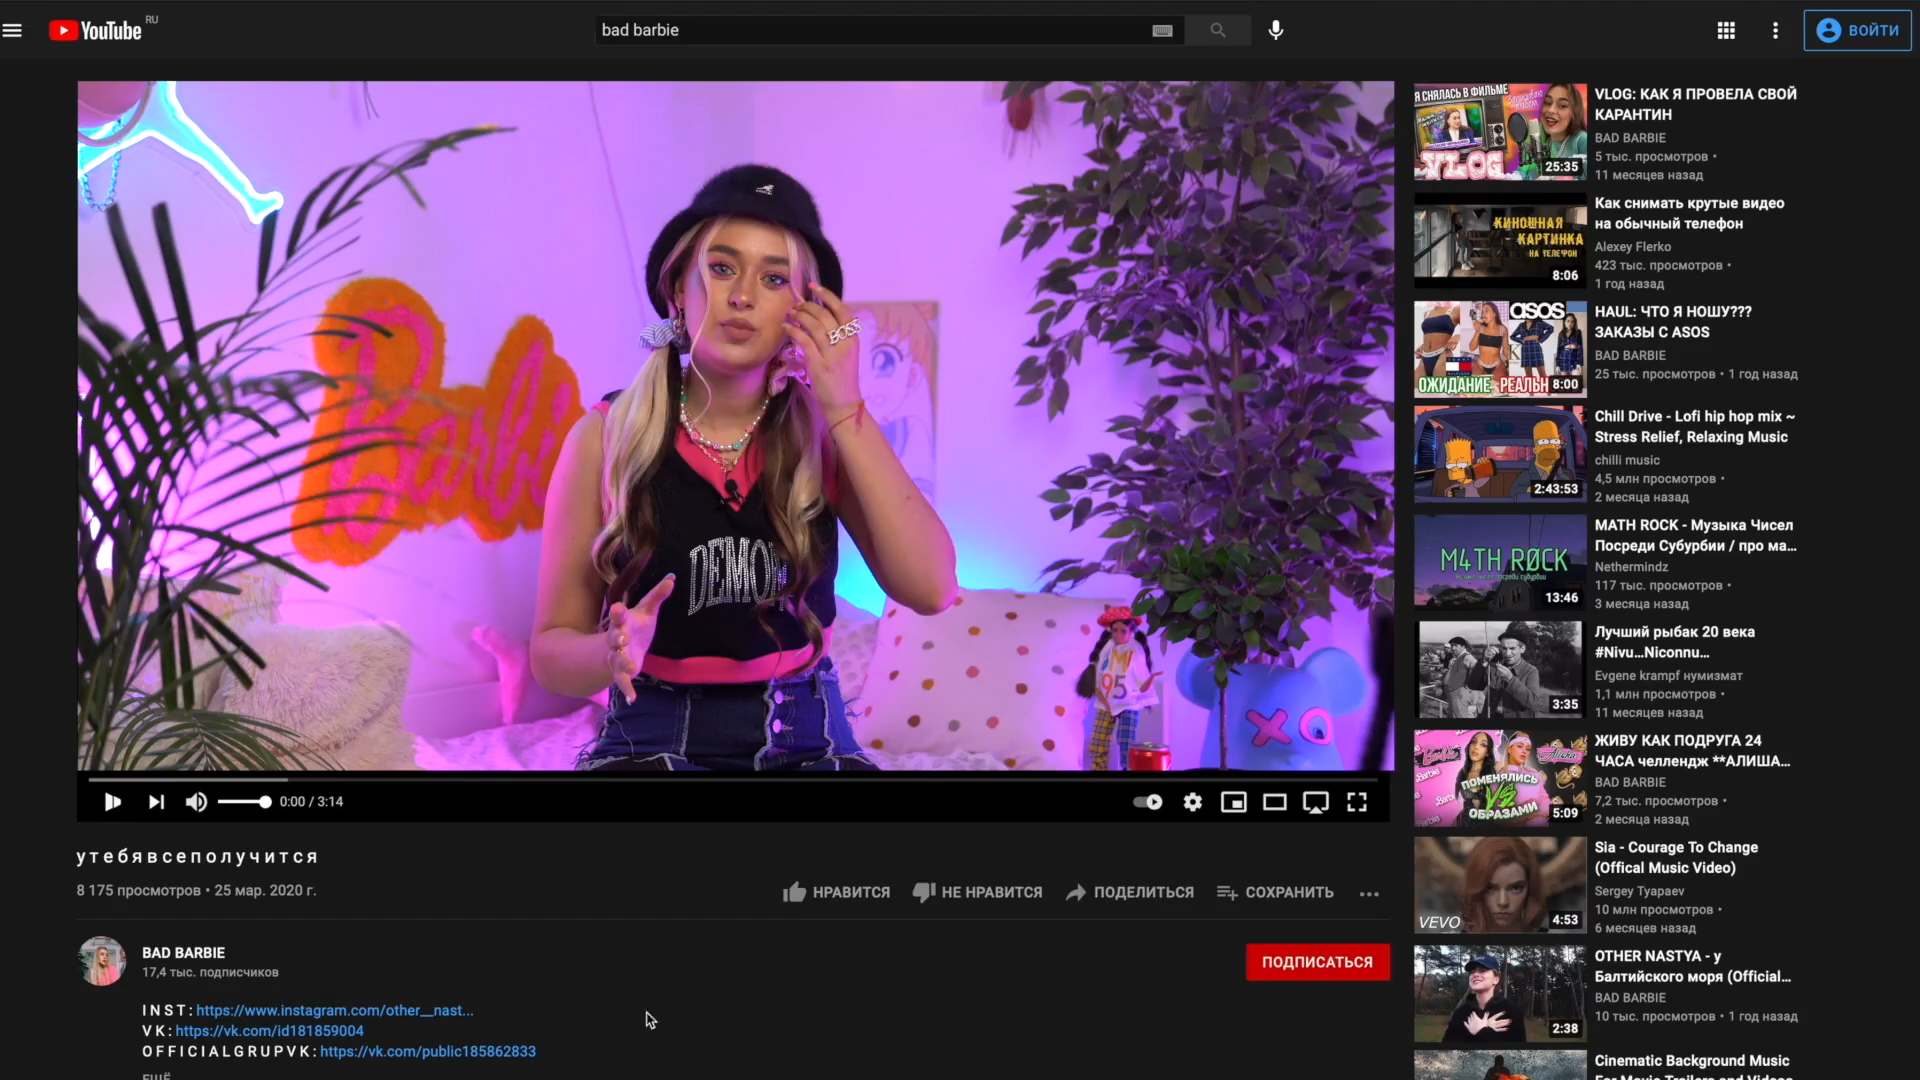 YouTube
RU
bad barbie
ВОЙТИ
Barbie
BOSS
DEMON
95
0:00 / 3:14
утебявсеполучится
8 175 просмотров • 25 мар. 2020 г.
НРАВИТСЯ
НЕ НРАВИТСЯ
ПОДЕЛИТЬСЯ
СОХРАНИТЬ
BAD BARBIE
17,4 тыс. подписчиков
ПОДПИСАТЬСЯ
INST: https://www.instagram.com/other__nast...
VK: https://vk.com/id181859004
OFFICIALGRUPVK: https://vk.com/public185862833
ЕЩЁ
Я СНЯЛАСЬ В ФИЛЬМЕ
VLOG
25:35
VLOG: КАК Я ПРОВЕЛА СВОЙ
КАРАНТИН
BAD BARBIE
5 тыс. просмотров •
11 месяцев назад
КИНОШНАЯ
КАРТИНКА
НА ТЕЛЕФОН
8:06
Как снимать крутые видео
на обычный телефон
Alexey Flerko
423 тыс. просмотров •
1 год назад
asos
ОЖИДАНИЕ
РЕАЛЬН
8:00
HAUL: ЧТО Я НОШУ???
ЗАКАЗЫ С ASOS
BAD BARBIE
25 тыс. просмотров • 1 год назад
2:43:53
Chill Drive - Lofi hip hop mix ~
Stress Relief, Relaxing Music
chilli music
4,5 млн просмотров •
2 месяца назад
M4TH RØCK
13:46
MATH ROCK - Музыка Чисел
Посреди Субурбии / про ма...
Nethermindz
117 тыс. просмотров •
3 месяца назад
3:35
Лучший рыбак 20 века
#Nivu...Niconnu...
Evgene krampf нумизмат
1,1 млн просмотров •
11 месяцев назад
Barbie
Alisha
ПОМЕНЯЛИСЬ
VS
ОБРАЗАМИ
5:09
ЖИВУ КАК ПОДРУГА 24
ЧАСА челлендж **АЛИША...
BAD BARBIE
7,2 тыс. просмотров •
2 месяца назад
VEVO
4:53
Sia - Courage To Change
(Offical Music Video)
Sergey Tyapaev
10 млн просмотров •
6 месяцев назад
2:38
OTHER NASTYA - у
Балтийского моря (Official...
BAD BARBIE
10 тыс. просмотров • 1 год назад
Cinematic Background Music
For Movie Trailers and Videos